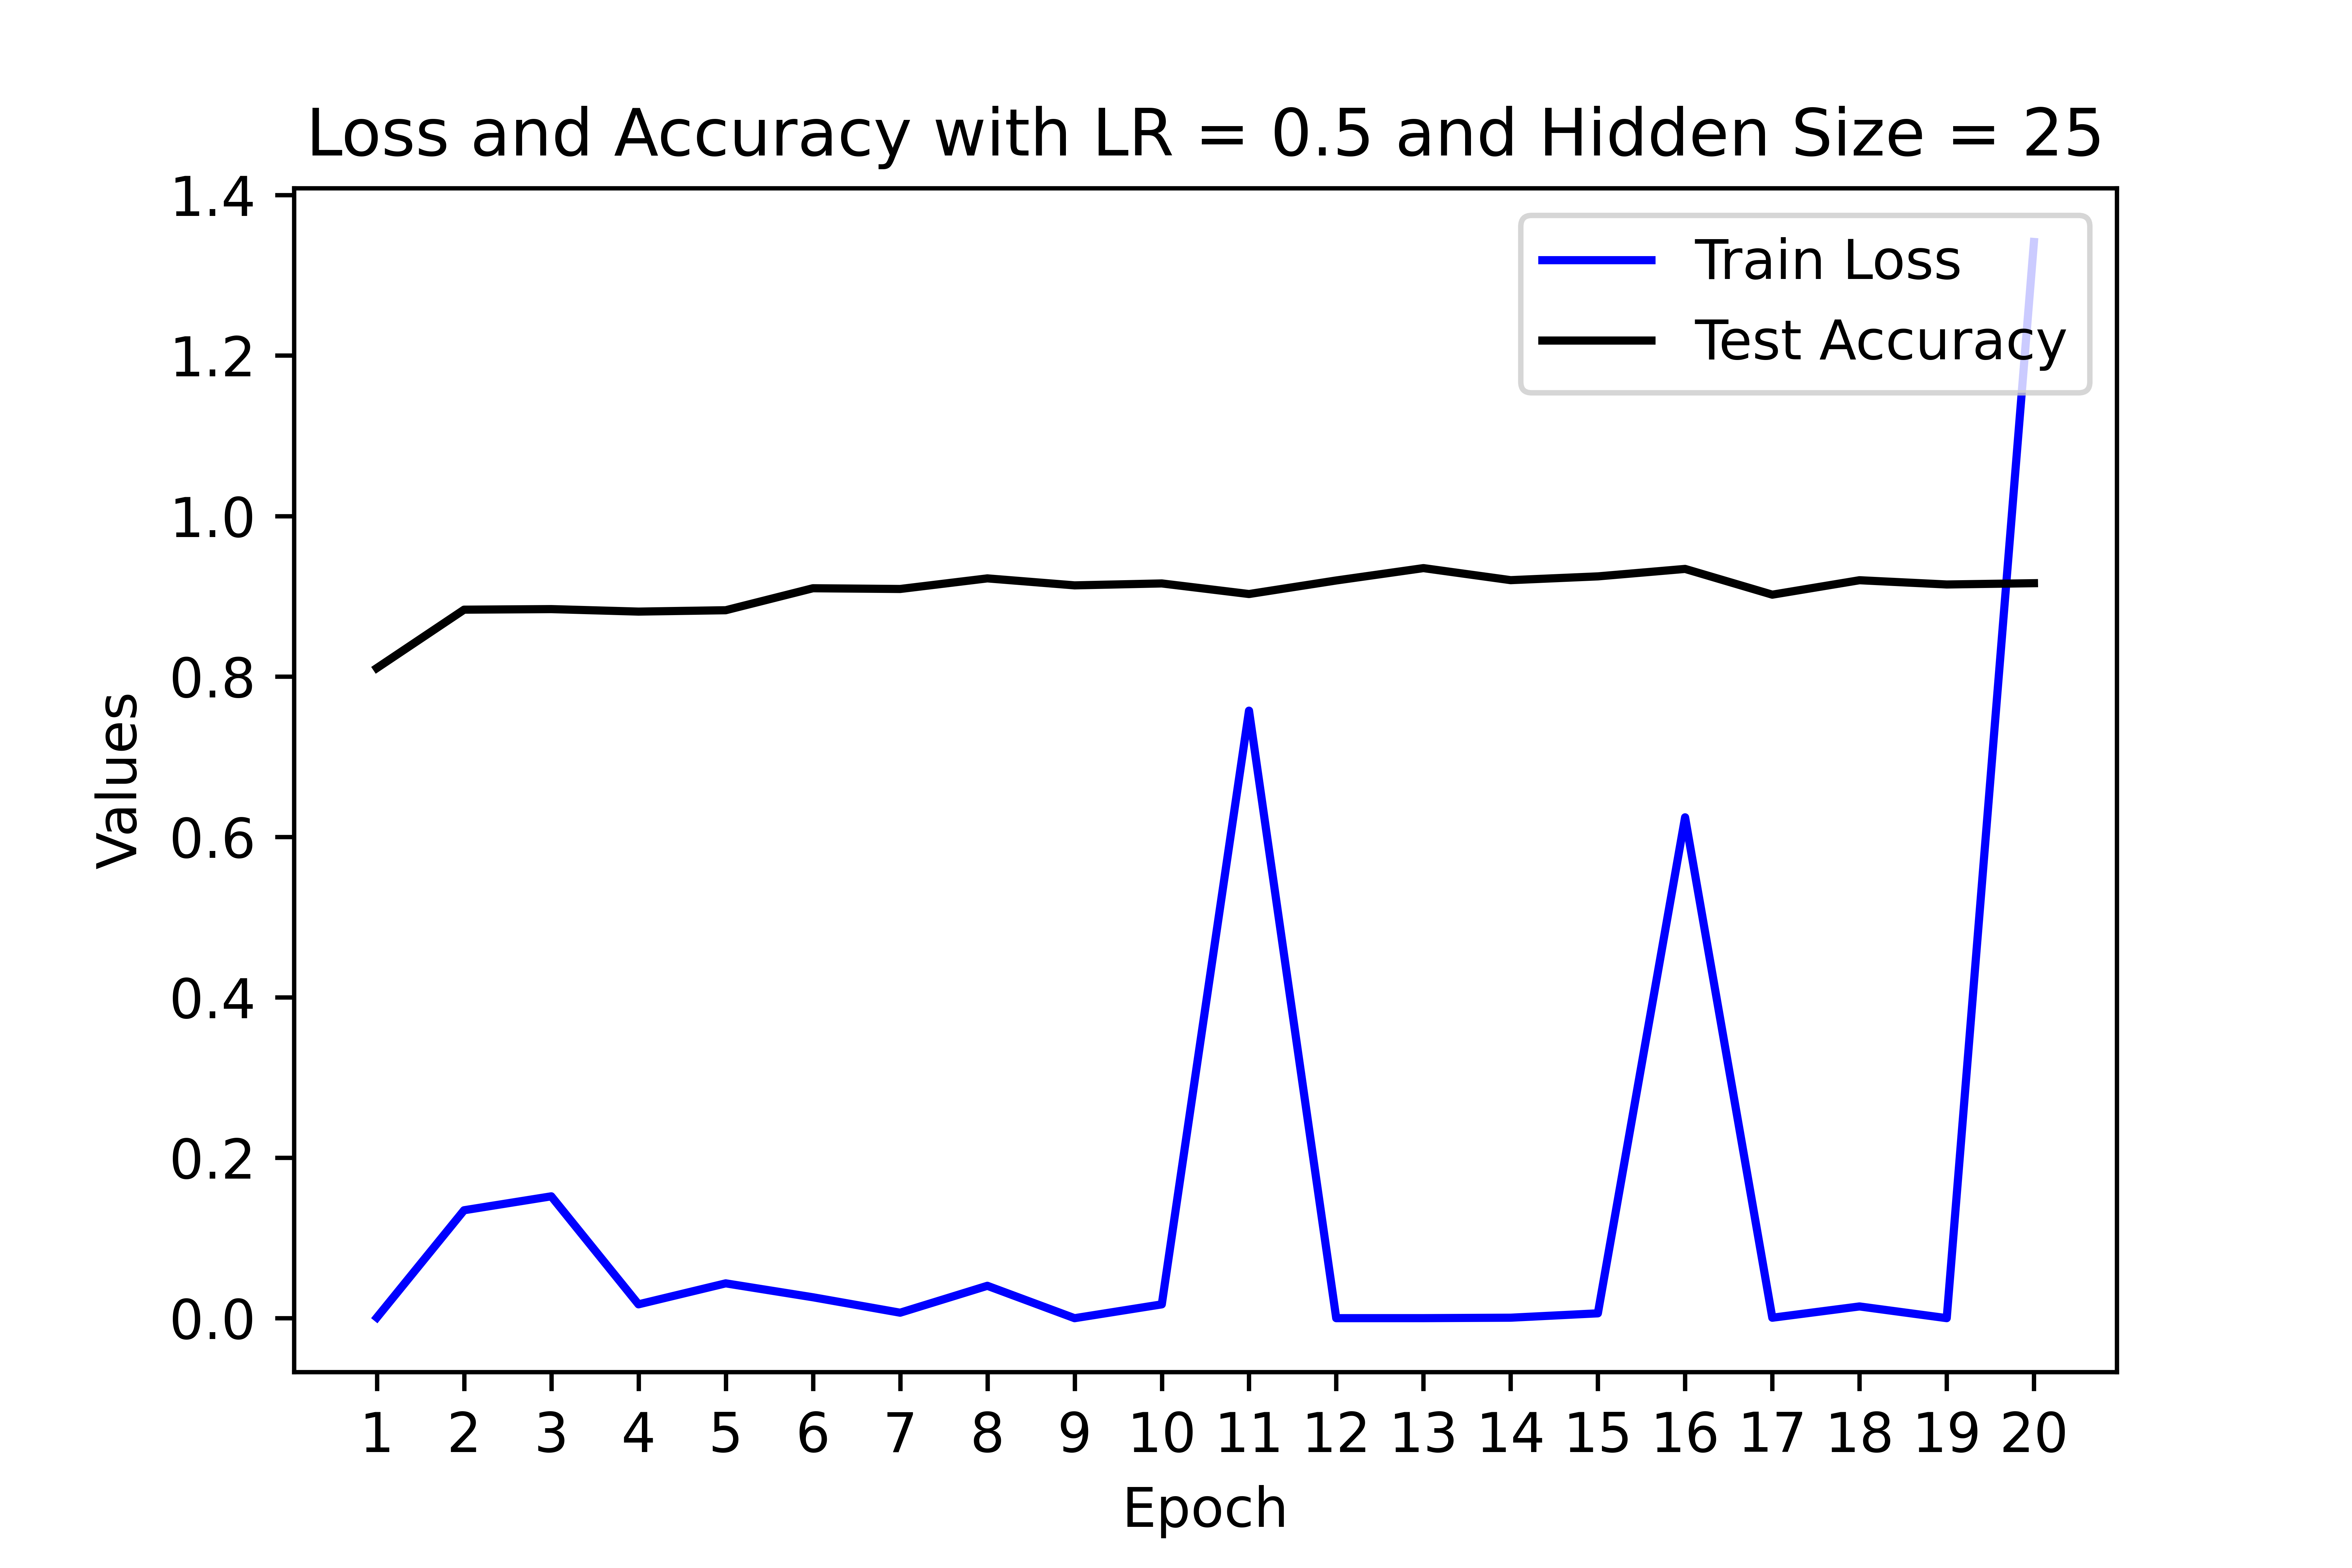 Loss and Accuracy with LR = 0.5 and Hidden Size = 25
1.4
1.2
1.0
0.8
0.6
0.4
0.2
0.0
Values
Train Loss
Test Accuracy
1 2 3 4 5 6 7 8 9 10 11 12 13 14 15 16 17 18 19 20
Epoch